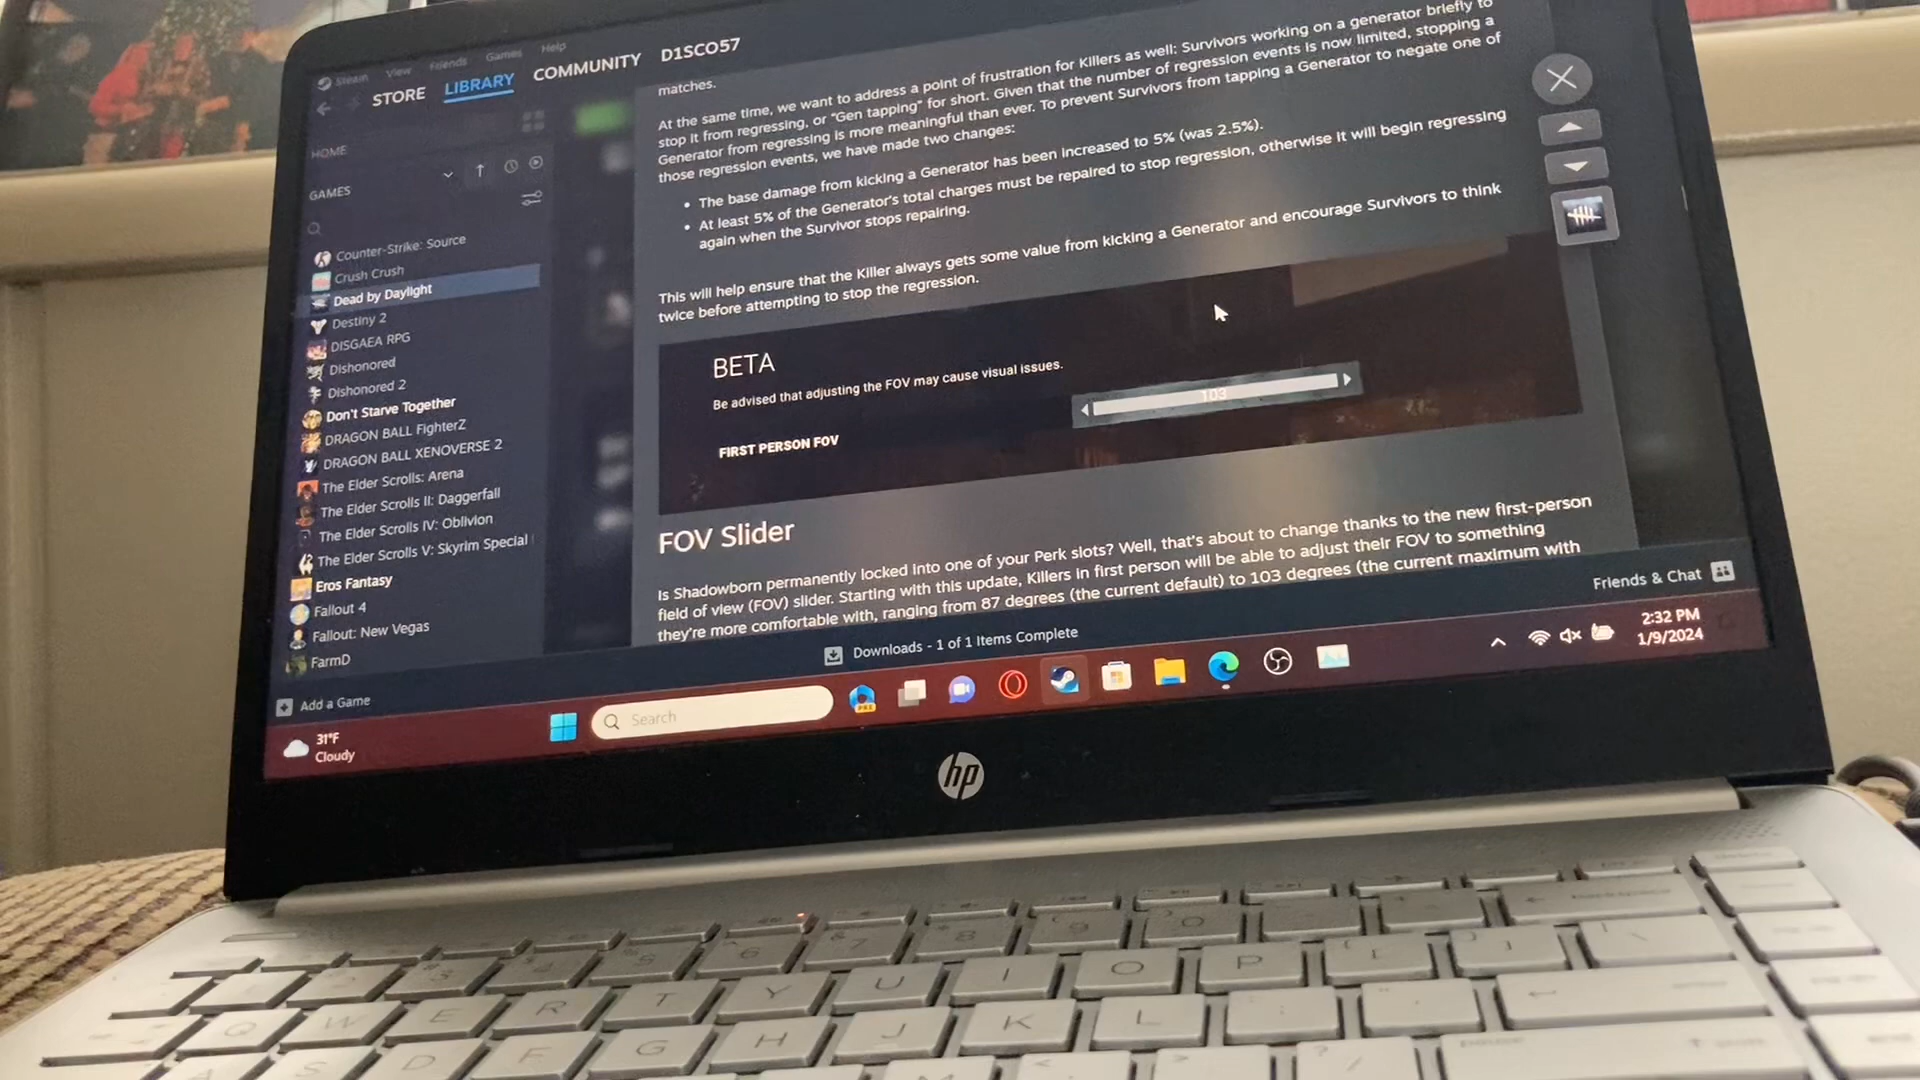 Steam View Friends Games Help
STORE LIBRARY COMMUNITY D1SCO57
HOME
GAMES
Counter-Strike: Source
Crush Crush
Dead by Daylight
Destiny 2
DISGAEA RPG
Dishonored
Dishonored 2
Don't Starve Together
DRAGON BALL FighterZ
DRAGON BALL XENOVERSE 2
The Elder Scrolls: Arena
The Elder Scrolls II: Daggerfall
The Elder Scrolls IV: Oblivion
The Elder Scrolls V: Skyrim Special
Eros Fantasy
Fallout 4
Fallout: New Vegas
FarmD
Add a Game
matches.
At the same time, we want to address a point of frustration for Killers as well: Survivors working on a generator briefly to
stop it from regressing, or "Gen tapping" for short. Given that the number of regression events is now limited, stopping a
Generator from regressing is more meaningful than ever. To prevent Survivors from tapping a Generator to negate one of
those regression events, we have made two changes:
• The base damage from kicking a Generator has been increased to 5% (was 2.5%).
• At least 5% of the Generator's total charges must be repaired to stop regression, otherwise it will begin regressing
again when the Survivor stops repairing.
This will help ensure that the Killer always gets some value from kicking a Generator and encourage Survivors to think
twice before attempting to stop the regression.
BETA
Be advised that adjusting the FOV may cause visual issues.
103
FIRST PERSON FOV
FOV Slider
Is Shadowborn permanently locked into one of your Perk slots? Well, that's about to change thanks to the new first-person
field of view (FOV) slider. Starting with this update, Killers in first person will be able to adjust their FOV to something
they're more comfortable with, ranging from 87 degrees (the current default) to 103 degrees (the current maximum with
Downloads - 1 of 1 Items Complete
Friends & Chat
31°F
Cloudy
Search
PRE
2:32 PM
1/9/2024
hp
6 7 8 9 0
Q W E R T Y U I O P
A S D F G H J K L